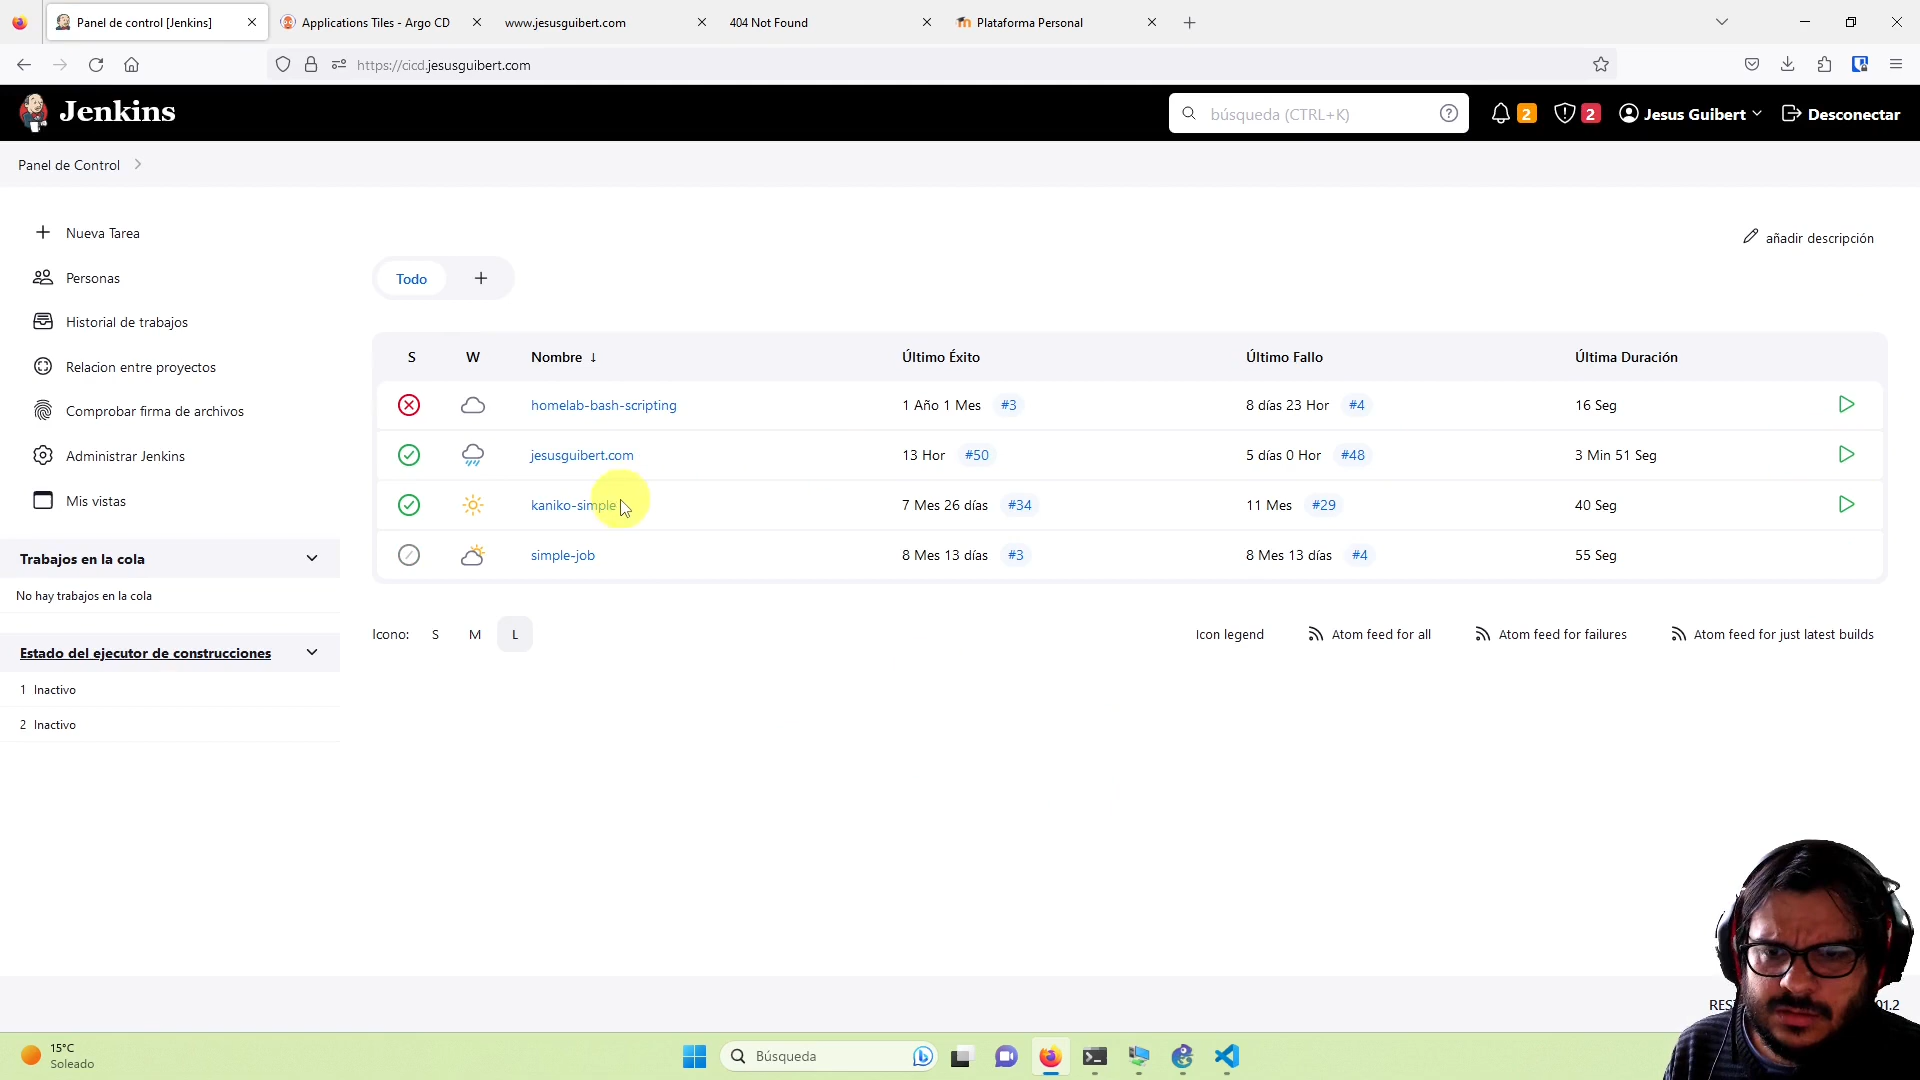 Panel de control [Jenkins]
Applications Tiles - Argo CD
www.jesusguibert.com
404 Not Found
Plataforma Personal
https://cicd.jesusguibert.com
Jenkins
búsqueda (CTRL+K)
2
2
Jesus Guibert
Desconectar
Panel de Control
Nueva Tarea
Personas
Historial de trabajos
Relacion entre proyectos
Comprobar firma de archivos
Administrar Jenkins
Mis vistas
Trabajos en la cola
No hay trabajos en la cola
Estado del ejecutor de construcciones
1 Inactivo
2 Inactivo
añadir descripción
Todo
S W Nombre ↓ Último Éxito Último Fallo Última Duración
homelab-bash-scripting 1 Año 1 Mes #3 8 días 23 Hor #4 16 Seg
jesusguibert.com 13 Hor #50 5 días 0 Hor #48 3 Min 51 Seg
kaniko-simple 7 Mes 26 días #34 11 Mes #29 40 Seg
simple-job 8 Mes 13 días #3 8 Mes 13 días #4 55 Seg
Icono: S M L
Icon legend
Atom feed for all
Atom feed for failures
Atom feed for just latest builds
15°C
Soleado
Búsqueda